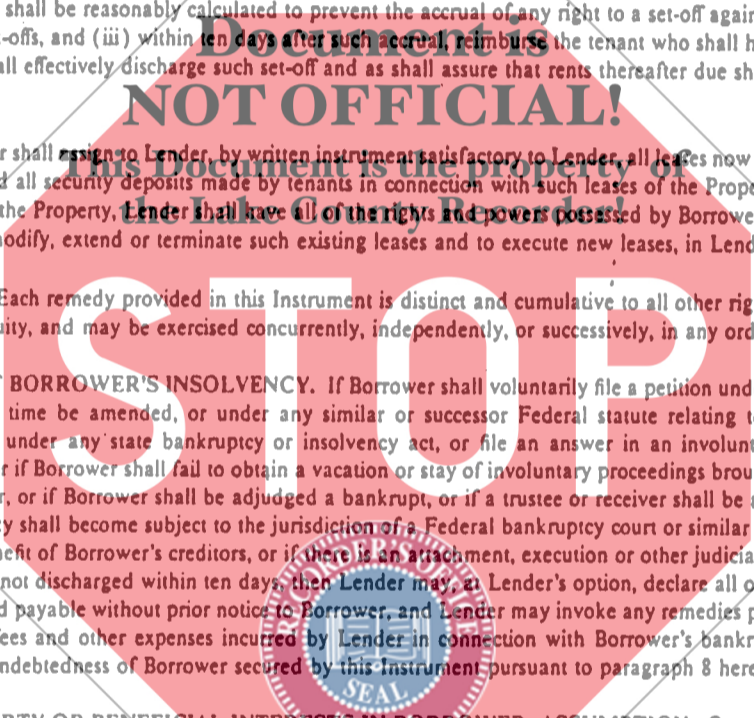 shall be reasonably calculated to prevent the accrual of any right to a set-off again
Document is
-offs, and (iii) within ten days after such accrual, reimburse the tenant who shall h
all effectively discharge such set-off and as shall assure that rents thereafter due sh
NOT OFFICIAL!
r shall assign to Lender, by written instrument satisfactory to Lender, all leases now
This Document is the property of
d all security deposits made by tenants in connection with such leases of the Prope
the Property, Lender shall have all of the rights and powers possessed by Borrowe
the Lake County Recorder!
odify, extend or terminate such existing leases and to execute new leases, in Lend
STOP
Each remedy provided in this Instrument is distinct and cumulative to all other rig
uity, and may be exercised concurrently, independently, or successively, in any ord
BORROWER'S INSOLVENCY. If Borrower shall voluntarily file a petition und
time be amended, or under any similar or successor Federal statute relating t
under any state bankruptcy or insolvency act, or file an answer in an involunt
r if Borrower shall fail to obtain a vacation or stay of involuntary proceedings brou
r, or if Borrower shall be adjudged a bankrupt, or if a trustee or receiver shall be a
y shall become subject to the jurisdiction of a Federal bankruptcy court or similar
nefit of Borrower's creditors, or if there is an attachment, execution or other judicia
not discharged within ten days, then Lender may, at Lender's option, declare all o
d payable without prior notice to Borrower, and Lender may invoke any remedies p
fees and other expenses incurred by Lender in connection with Borrower's bankr
ndebtedness of Borrower secured by this Instrument pursuant to paragraph 8 here
SEAL
RTY OR BENEFICIAL INTERESTS IN BORROWER; ASSUMPTION.